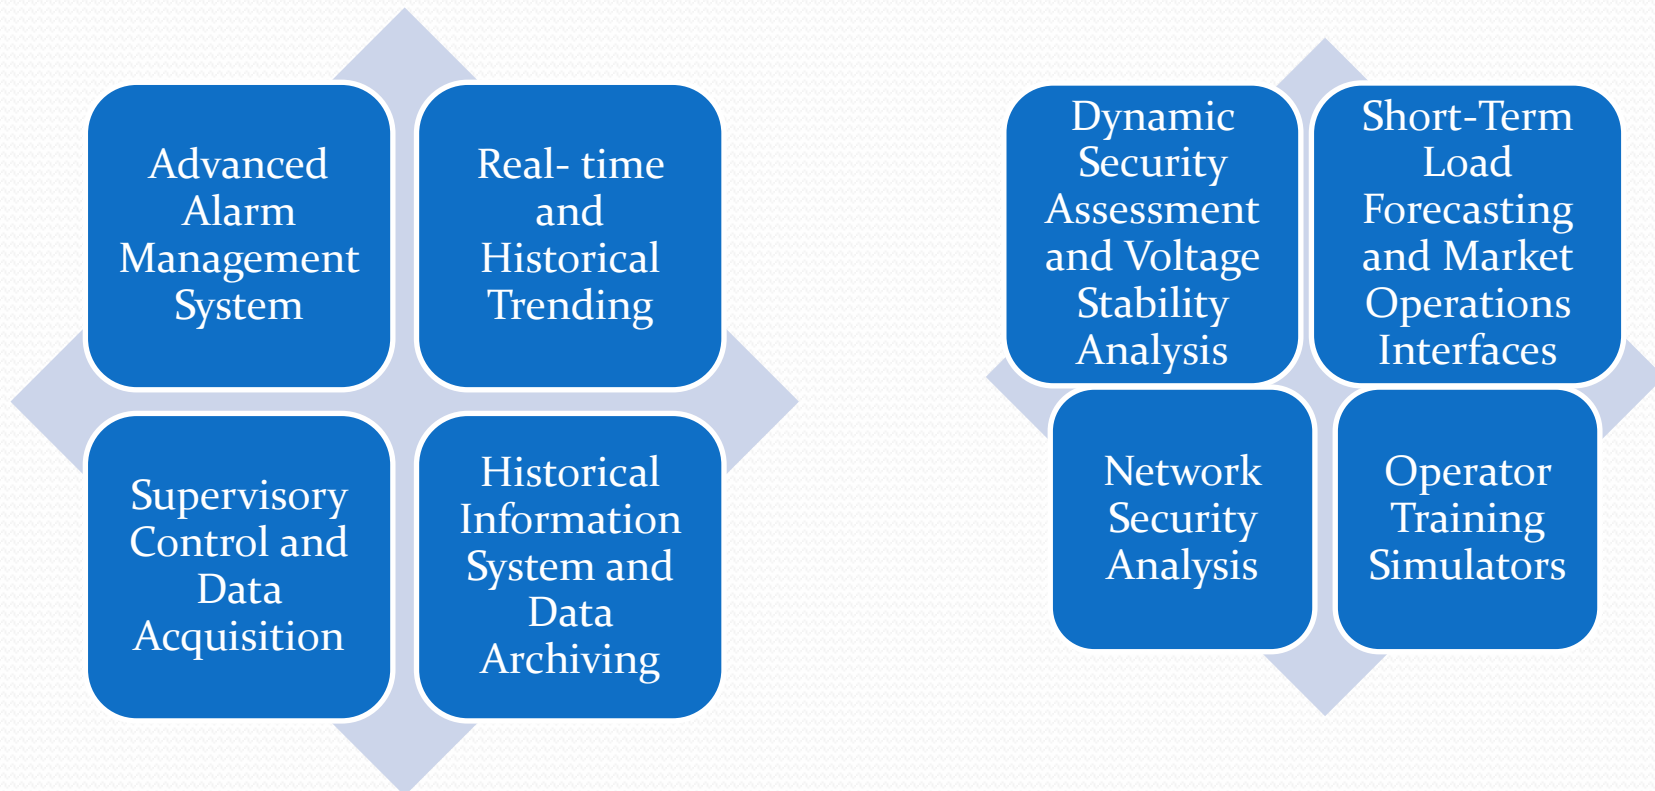 Advanced
Alarm
Management
System
Real- time
and
Historical
Trending
Supervisory
Control and
Data
Acquisition
Historical
Information
System and
Data
Archiving
Dynamic
Security
Assessment
and Voltage
Stability
Analysis
Short-Term
Load
Forecasting
and Market
Operations
Interfaces
Network
Security
Analysis
Operator
Training
Simulators